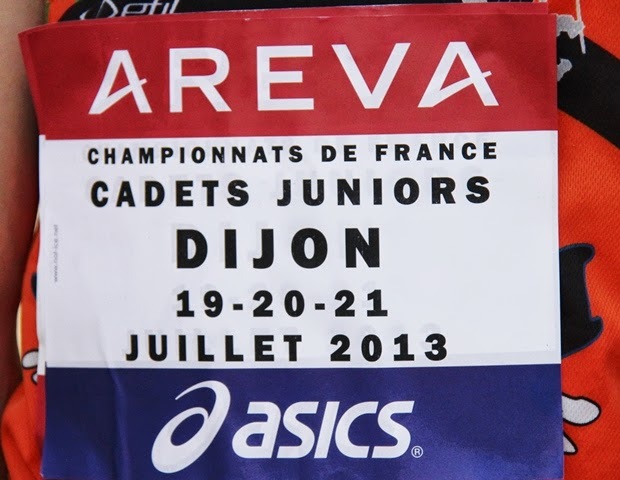 AREVA
CHAMPIONNATS DE FRANCE
CADETS JUNIORS
DIJON
19-20-21
JUILLET 2013
asics®